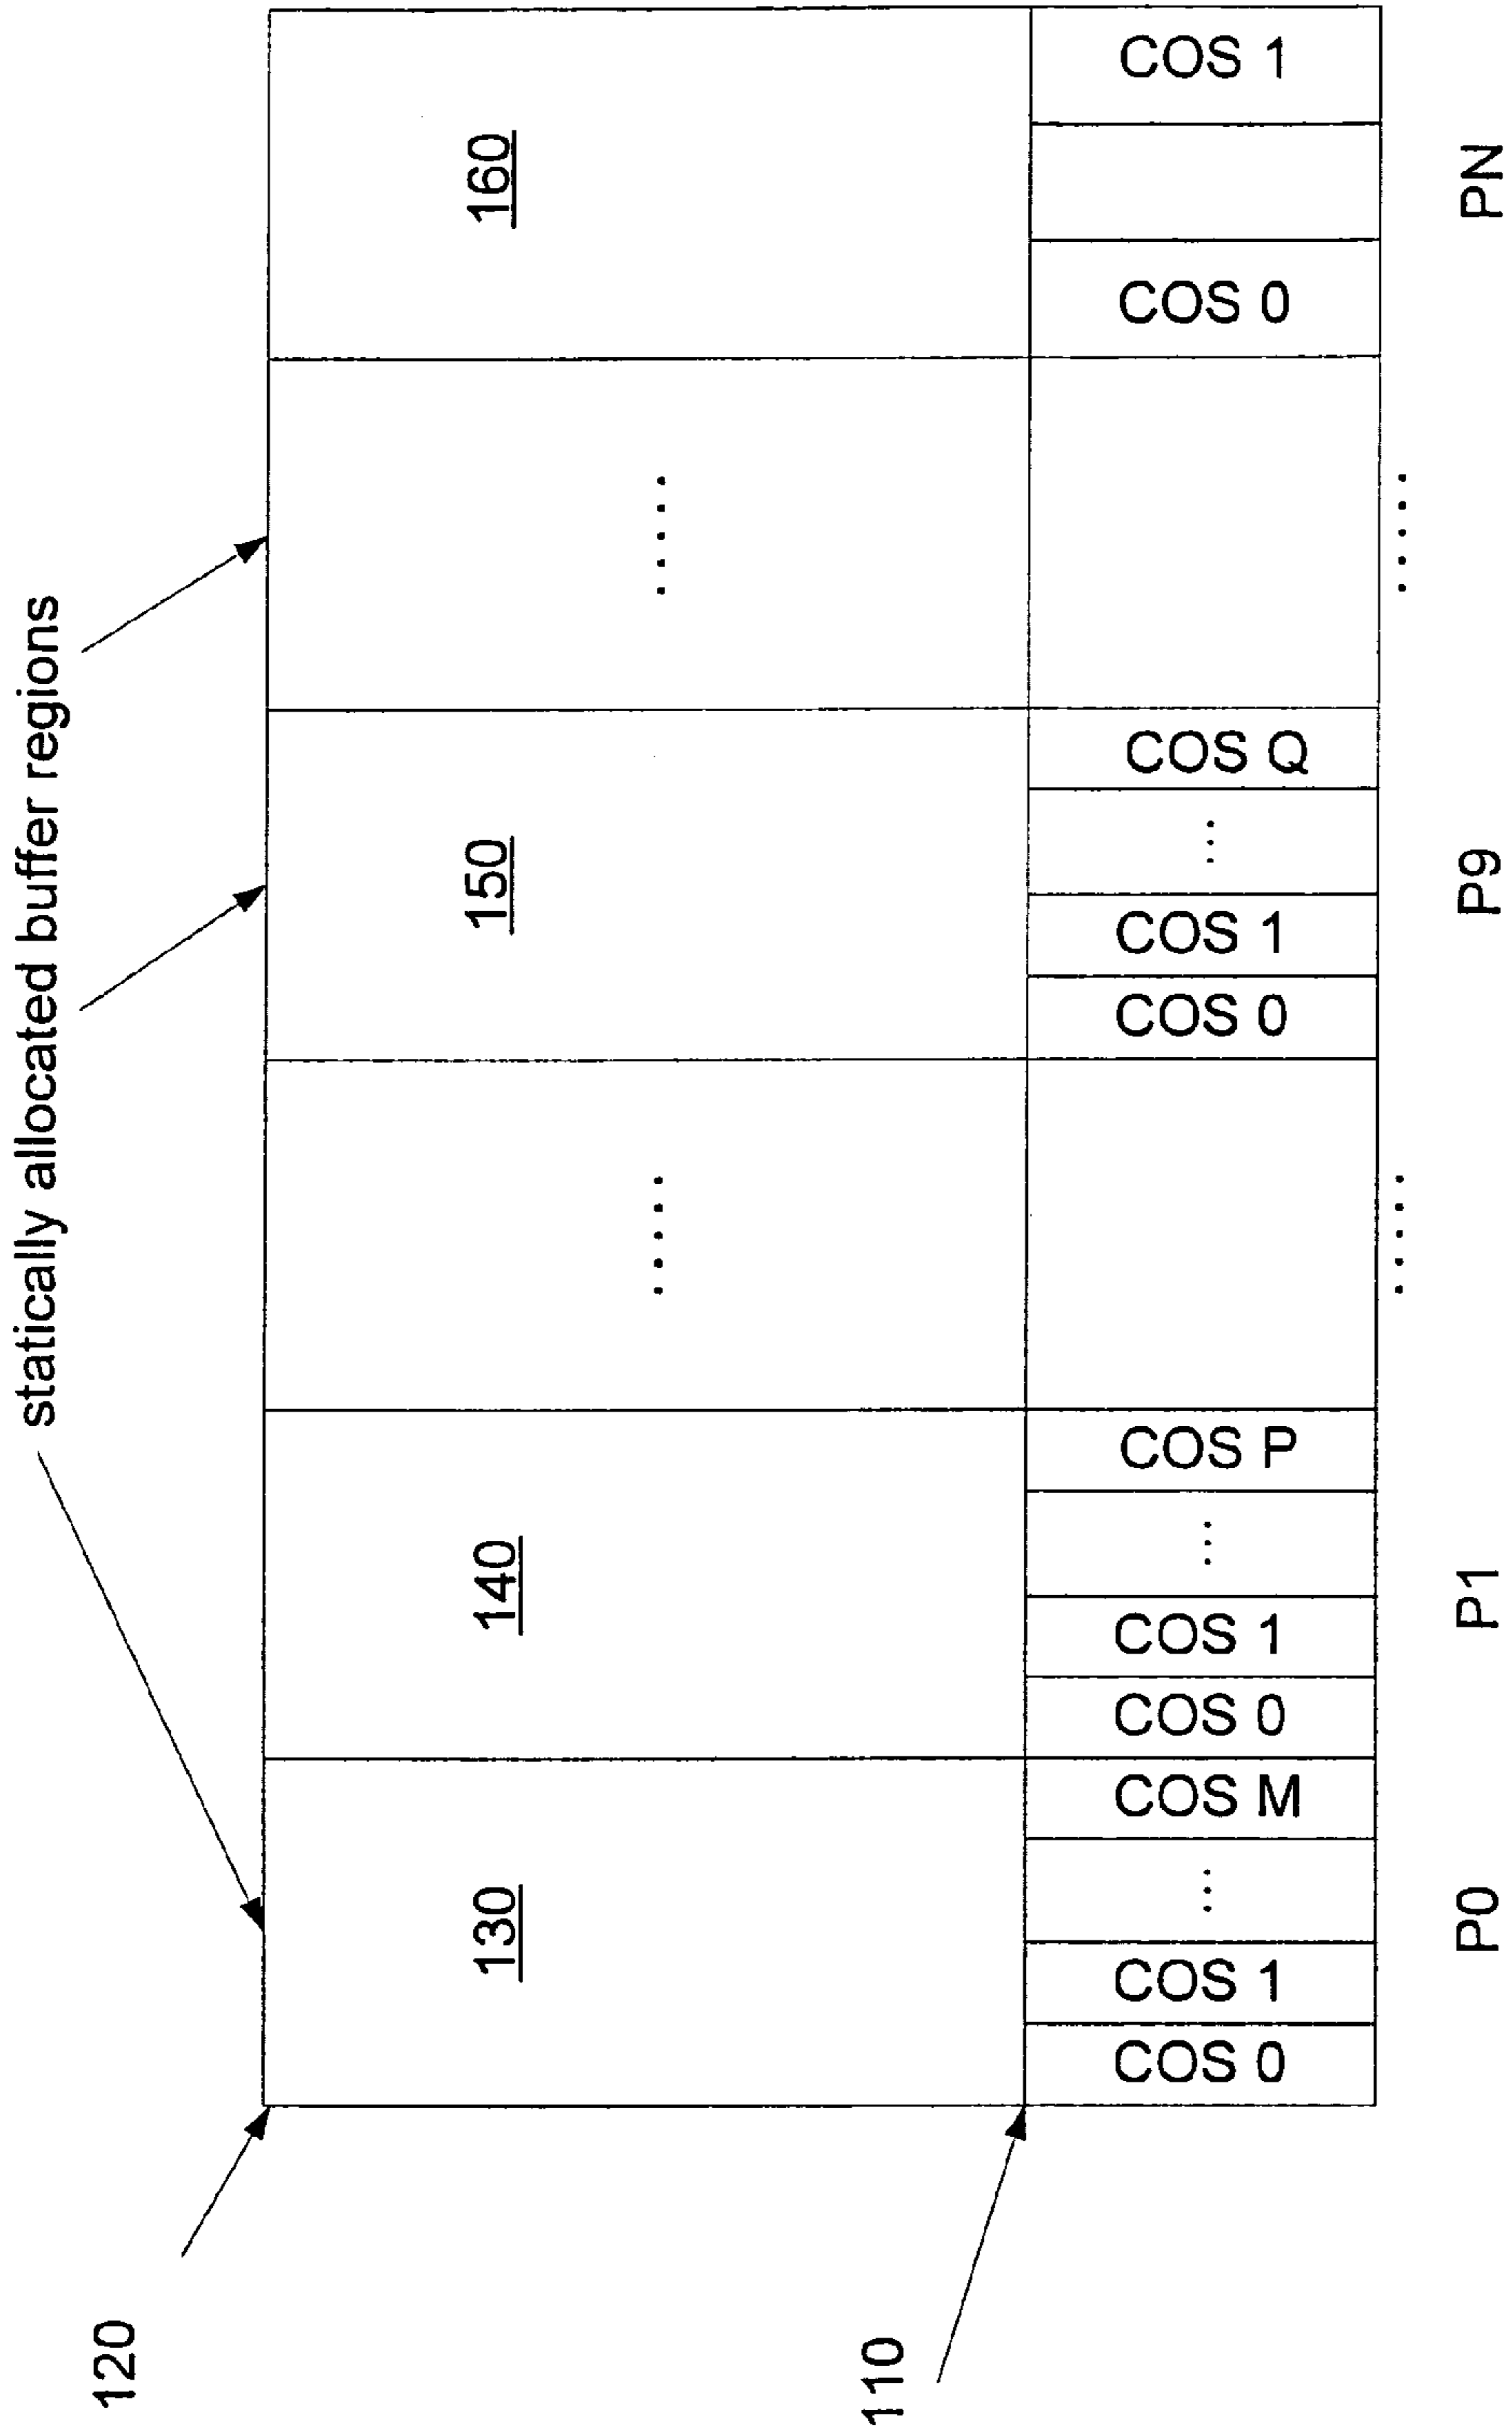 statically allocated buffer regions
120
130
140
.....
150
.....
160
110
COS 0
COS 1
...
COS M
COS 0
COS 1
...
COS P
COS 0
COS 1
...
COS Q
COS 0
COS 1
P0
P1
.....
P9
.....
PN